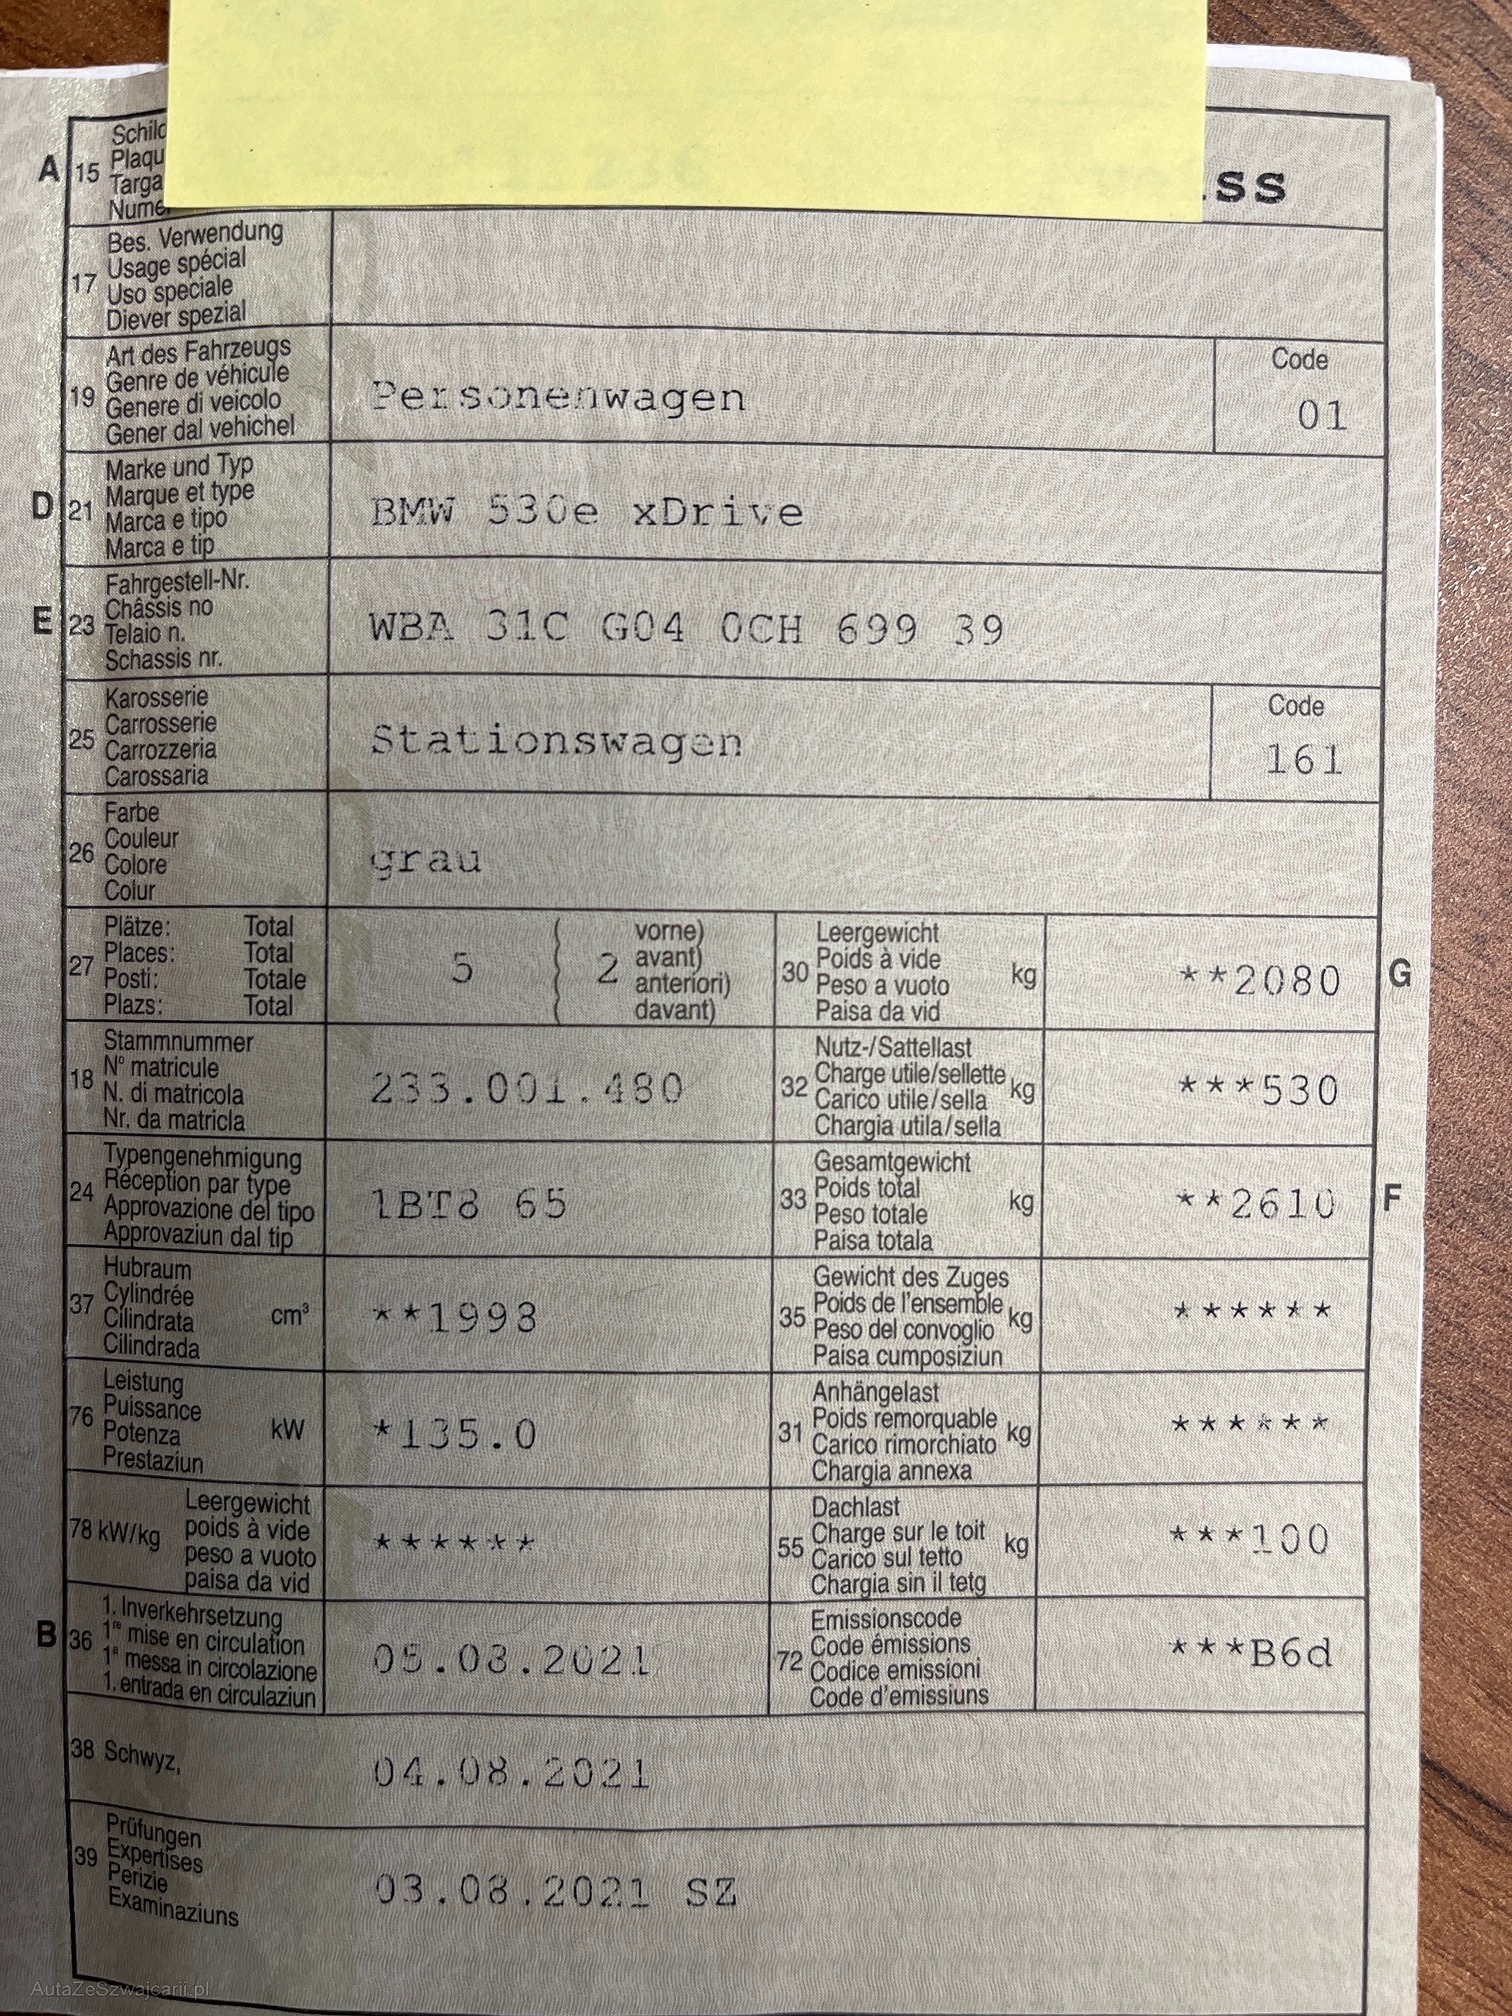 A 15 Schild
Plaqu
Targa
Nume
ss
17 Bes. Verwendung
Usage spécial
Uso speciale
Diever spezial
19 Art des Fahrzeugs
Genre de véhicule
Genere di veicolo
Gener dal vehichel
Personenwagen
Code
01
D 21 Marke und Typ
Marque et type
Marca e tipo
Marca e tip
BMW 530e xDrive
E 23 Fahrgestell-Nr.
Châssis no
Telaio n.
Schassis nr.
WBA 31C G04 0CH 699 39
25 Karosserie
Carrosserie
Carrozzeria
Carossaria
Stationswagen
Code
161
26 Farbe
Couleur
Colore
Colur
grau
27 Plätze: Total
Places: Total
Posti: Totale
Plazs: Total
5 ( 2 vorne)
avant)
anteriori)
davant)
30 Leergewicht
Poids à vide
Peso a vuoto
Paisa da vid
kg
**2080 G
18 Stammnummer
N° matricule
N. di matricola
Nr. da matricla
233.001.480
32 Nutz-/Sattellast
Charge utile/sellette
Carico utile/sella
Chargia utila/sella
kg
***530
24 Typengenehmigung
Réception par type
Approvazione del tipo
Approvaziun dal tip
1BT8 65
33 Gesamtgewicht
Poids total
Peso totale
Paisa totala
kg
**2610 F
37 Hubraum
Cylindrée
Cilindrata
Cilindrada
cm³
**1998
35 Gewicht des Zuges
Poids de l'ensemble
Peso del convoglio
Paisa cumposiziun
kg
******
76 Leistung
Puissance
Potenza
Prestaziun
kW
*135.0
31 Anhängelast
Poids remorquable
Carico rimorchiato
Chargia annexa
kg
******
78 kW/kg Leergewicht
poids à vide
peso a vuoto
paisa da vid
******
55 Dachlast
Charge sur le toit
Carico sul tetto
Chargia sin il tetg
kg
***100
B 36 1. Inverkehrsetzung
1re mise en circulation
1a messa in circolazione
1. entrada en circulaziun
05.08.2021
72 Emissionscode
Code émissions
Codice emissioni
Code d'emissiuns
***B6d
38 Schwyz,
04.08.2021
39 Prüfungen
Expertises
Perizie
Examinaziuns
03.08.2021 SZ
AutaZeSzwajcarii.pl